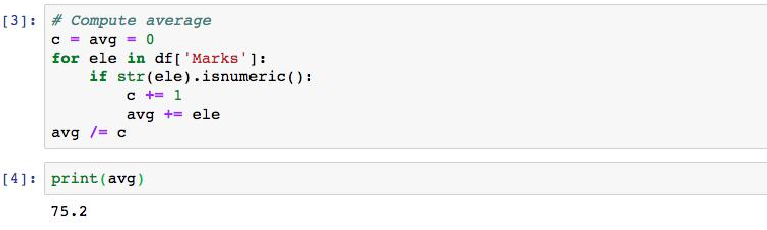 [3]: # Compute average
c = avg = 0
for ele in df["Marks']:
    if str(ele).isnumeric():
        c += 1
        avg += ele
avg /= c
[4]: print(avg)
75.2